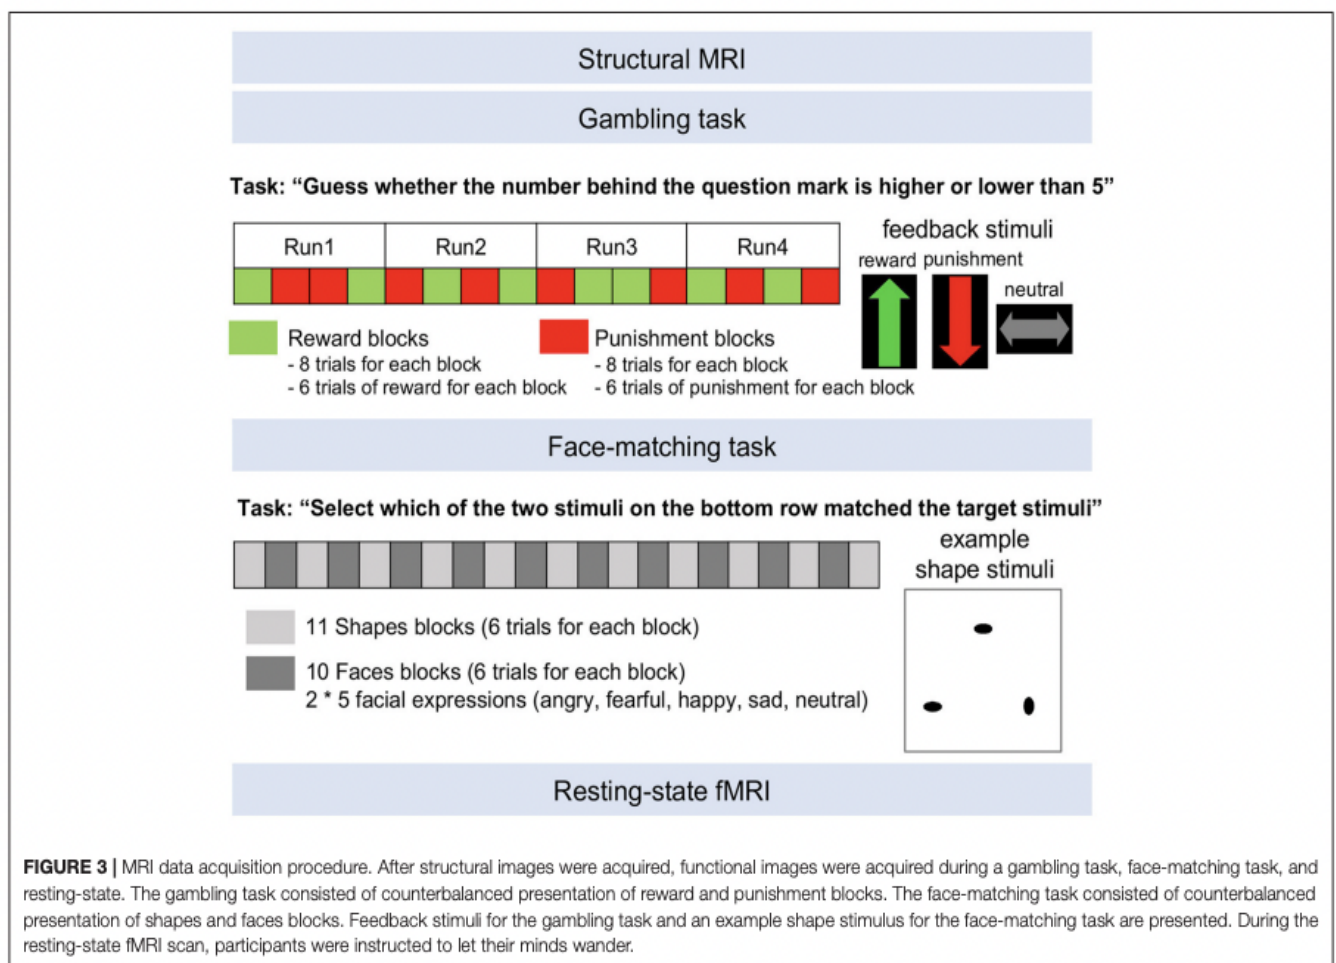 Structural MRI
Gambling task
Task: “Guess whether the number behind the question mark is higher or lower than 5”
Run1 Run2 Run3 Run4
feedback stimuli
reward punishment
neutral
Reward blocks
- 8 trials for each block
- 6 trials of reward for each block
Punishment blocks
- 8 trials for each block
- 6 trials of punishment for each block
Face-matching task
Task: “Select which of the two stimuli on the bottom row matched the target stimuli”
example
shape stimuli
11 Shapes blocks (6 trials for each block)
10 Faces blocks (6 trials for each block)
2 * 5 facial expressions (angry, fearful, happy, sad, neutral)
Resting-state fMRI
FIGURE 3 | MRI data acquisition procedure. After structural images were acquired, functional images were acquired during a gambling task, face-matching task, and
resting-state. The gambling task consisted of counterbalanced presentation of reward and punishment blocks. The face-matching task consisted of counterbalanced
presentation of shapes and faces blocks. Feedback stimuli for the gambling task and an example shape stimulus for the face-matching task are presented. During the
resting-state fMRI scan, participants were instructed to let their minds wander.